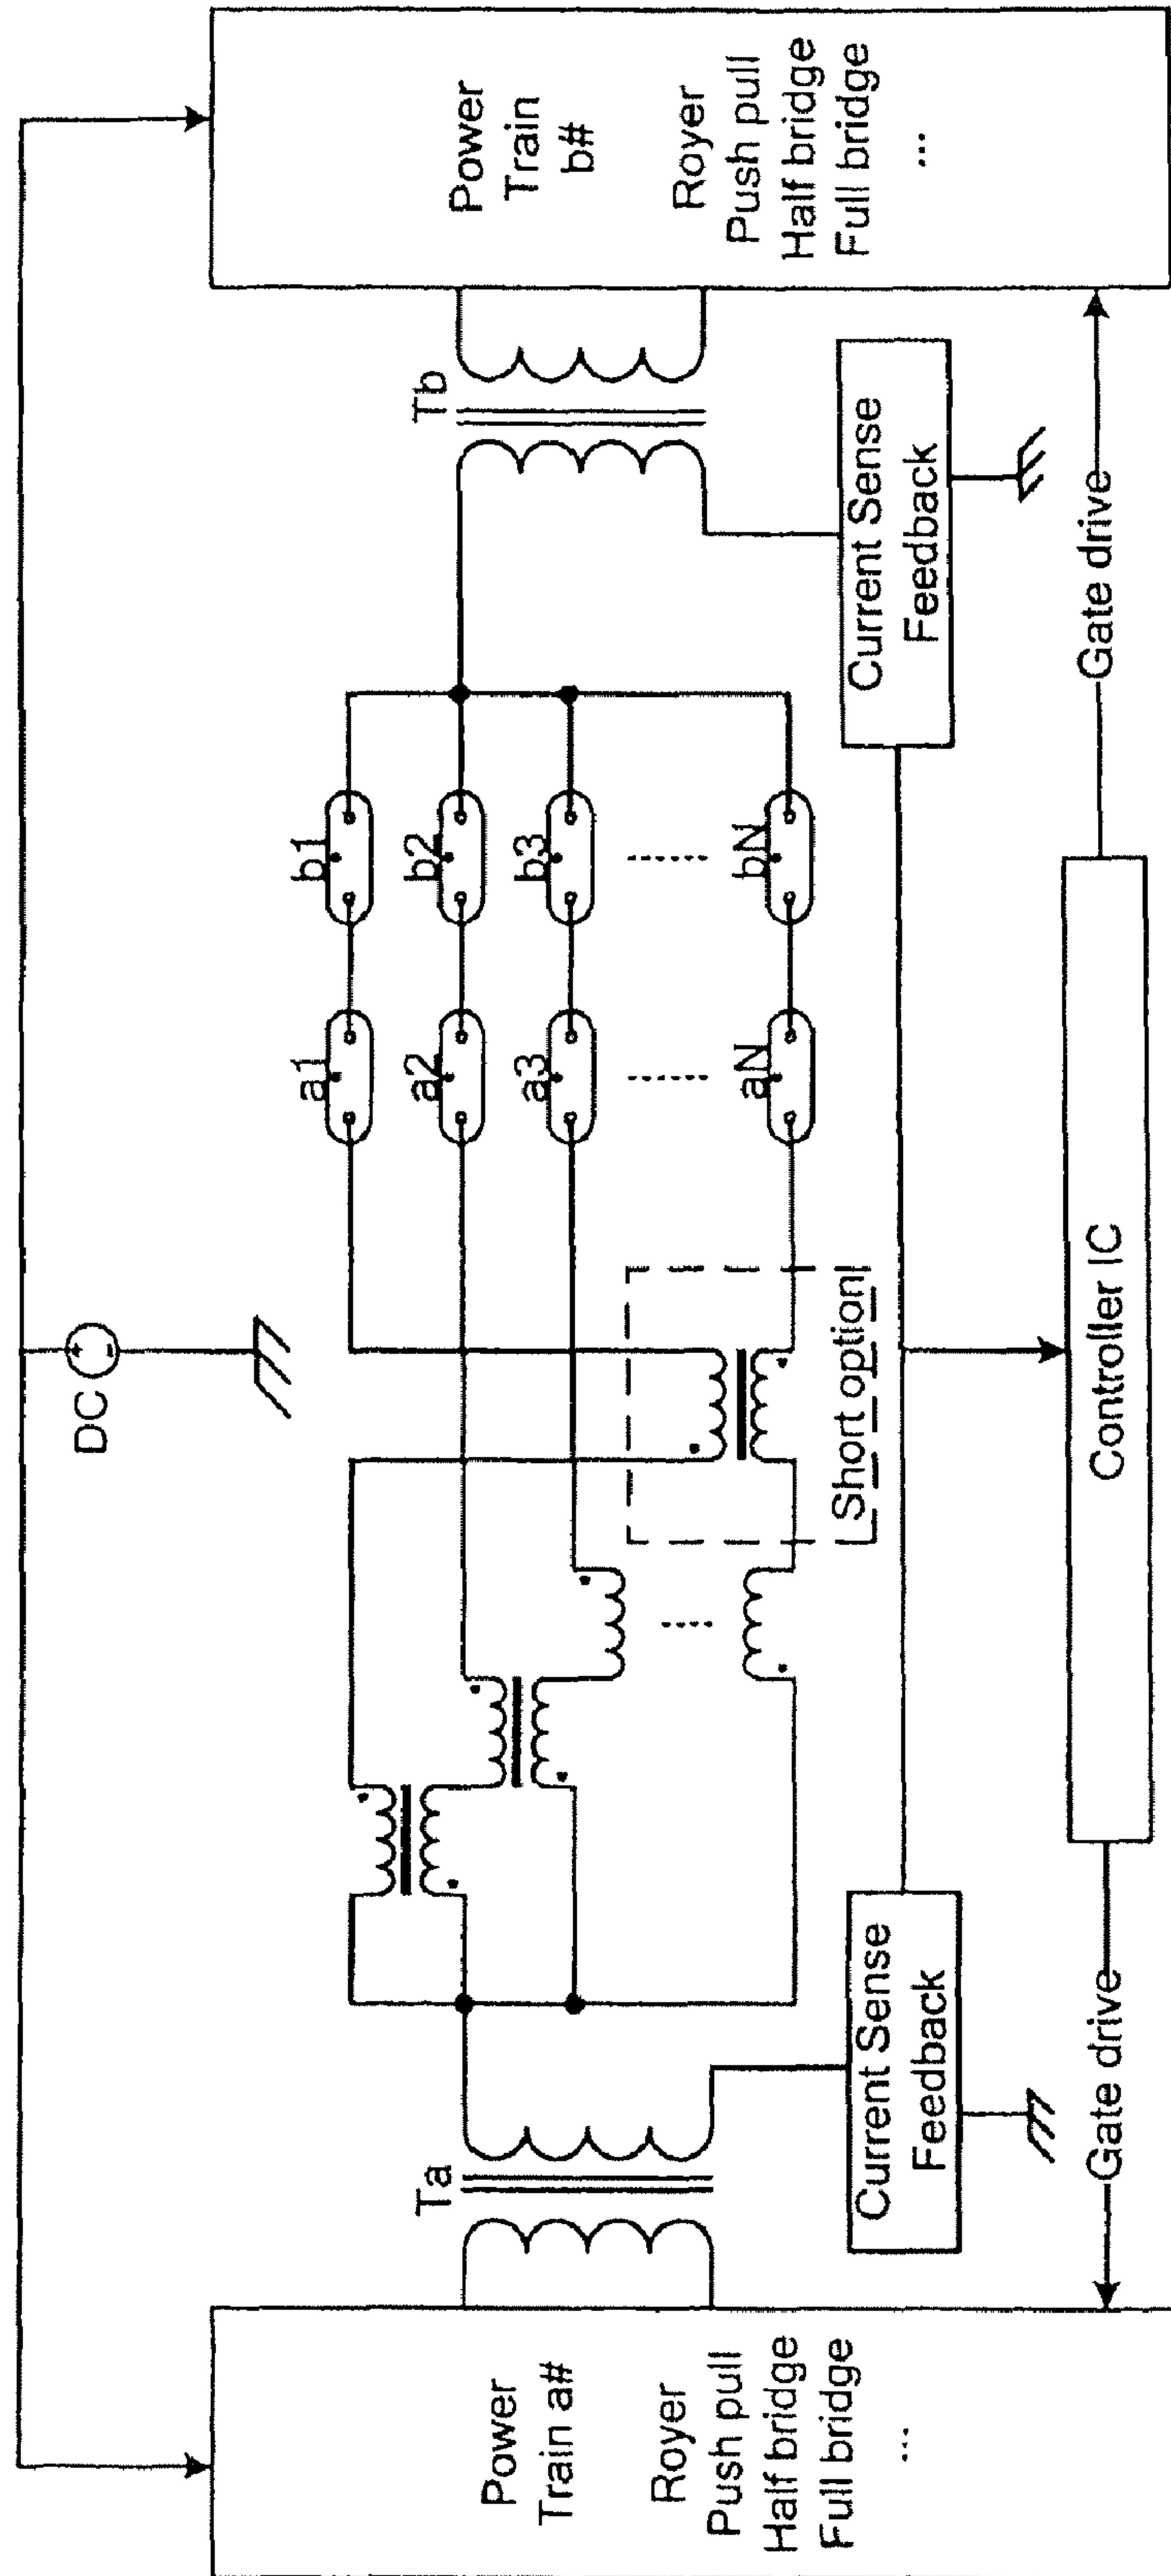 DC
Power
Train a#
Royer
Push pull
Half bridge
Full bridge
...
Ta
Current Sense
Feedback
Gate drive
Short option
a1
a2
a3
aN
b1
b2
b3
bN
Controller IC
Tb
Current Sense
Feedback
Gate drive
Power
Train
b#
Royer
Push pull
Half bridge
Full bridge
...